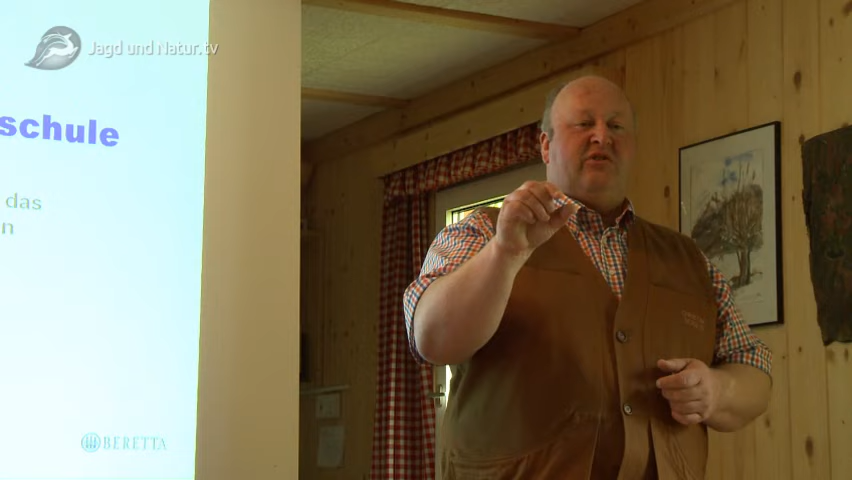 Jagd und Natur.tv
schule
das
n
BERETTA